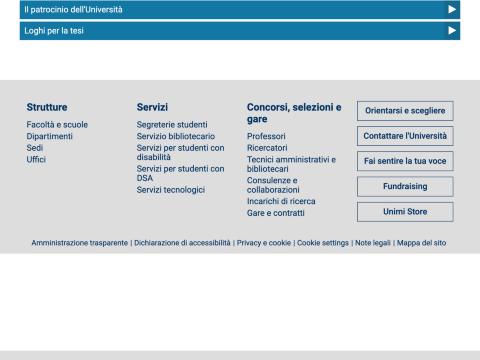 Il patrocinio dell'Università
Loghi per la tesi
Strutture
Facoltà e scuole
Dipartimenti
Sedi
Uffici
Servizi
Segreterie studenti
Servizio bibliotecario
Servizi per studenti con
disabilità
Servizi per studenti con
DSA
Servizi tecnologici
Concorsi, selezioni e
gare
Professori
Ricercatori
Tecnici amministrativi e
bibliotecari
Consulenze e
collaborazioni
Incarichi di ricerca
Gare e contratti
Orientarsi e scegliere
Contattare l'Università
Fai sentire la tua voce
Fundraising
Unimi Store
Amministrazione trasparente | Dichiarazione di accessibilità | Privacy e cookie | Cookie settings | Note legali | Mappa del sito